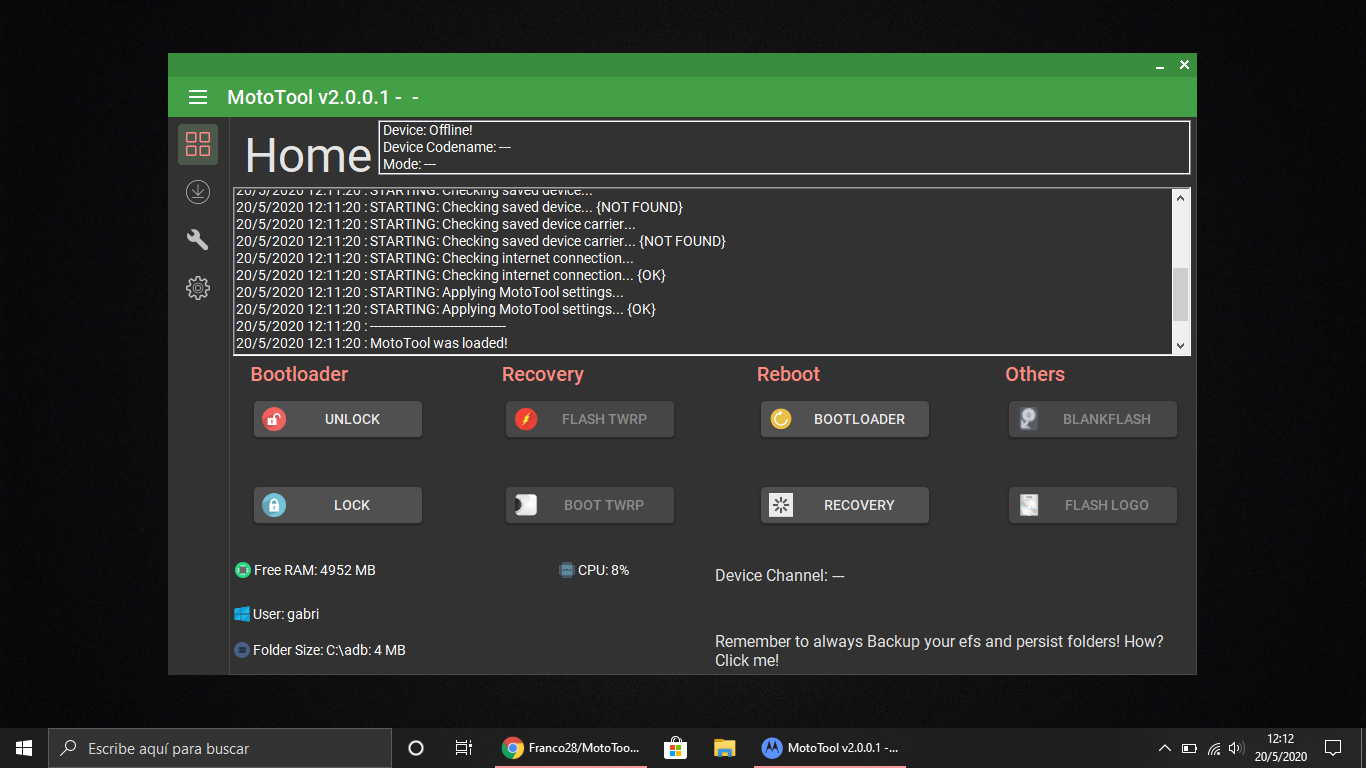 MotoTool v2.0.0.1 - -
Home
Device: Offline!
Device Codename: ---
Mode: ---
20/5/2020 12:11:20 : STARTING: Checking saved device...
20/5/2020 12:11:20 : STARTING: Checking saved device... {NOT FOUND}
20/5/2020 12:11:20 : STARTING: Checking saved device carrier...
20/5/2020 12:11:20 : STARTING: Checking saved device carrier... {NOT FOUND}
20/5/2020 12:11:20 : STARTING: Checking internet connection...
20/5/2020 12:11:20 : STARTING: Checking internet connection... {OK}
20/5/2020 12:11:20 : STARTING: Applying MotoTool settings...
20/5/2020 12:11:20 : STARTING: Applying MotoTool settings... {OK}
20/5/2020 12:11:20 : ----------------------------------
20/5/2020 12:11:20 : MotoTool was loaded!
Bootloader Recovery Reboot Others
UNLOCK FLASH TWRP BOOTLOADER BLANKFLASH
LOCK BOOT TWRP RECOVERY FLASH LOGO
Free RAM: 4952 MB CPU: 8% Device Channel: ---
User: gabri
Folder Size: C:\adb: 4 MB
Remember to always Backup your efs and persist folders! How?
Click me!
Escribe aquí para buscar
Franco28/MotoToo...
MotoTool v2.0.0.1 -...
12:12
20/5/2020